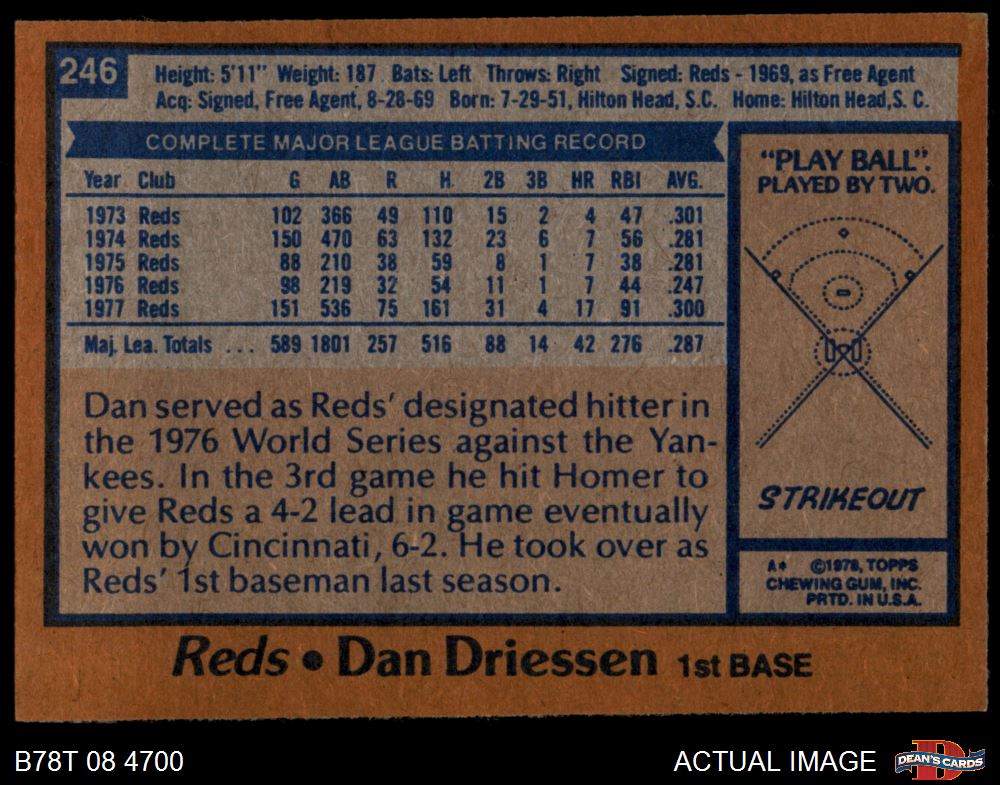 246
Height: 5'11" Weight: 187 Bats: Left Throws: Right Signed: Reds - 1969, as Free Agent
Acq: Signed, Free Agent, 8-28-69 Born: 7-29-51, Hilton Head, S.C. Home: Hilton Head, S. C.
COMPLETE MAJOR LEAGUE BATTING RECORD
Year Club G AB R H 2B 3B HR RBI AVG.
1973 Reds 102 366 49 110 15 2 4 47 .301
1974 Reds 150 470 63 132 23 6 7 56 .281
1975 Reds 88 210 38 59 8 1 7 38 .281
1976 Reds 98 219 32 54 11 1 7 44 .247
1977 Reds 151 536 75 161 31 4 17 91 .300
Maj. Lea. Totals ... 589 1801 257 516 88 14 42 276 .287
Dan served as Reds' designated hitter in
the 1976 World Series against the Yan-
kees. In the 3rd game he hit Homer to
give Reds a 4-2 lead in game eventually
won by Cincinnati, 6-2. He took over as
Reds' 1st baseman last season.
"PLAY BALL".
PLAYED BY TWO.
STRIKEOUT
A* ©1978, TOPPS
CHEWING GUM, INC.
PRTD. IN U.S.A.
Reds • Dan Driessen 1st BASE
B78T 08 4700
ACTUAL IMAGE
D
DEAN'S CARDS